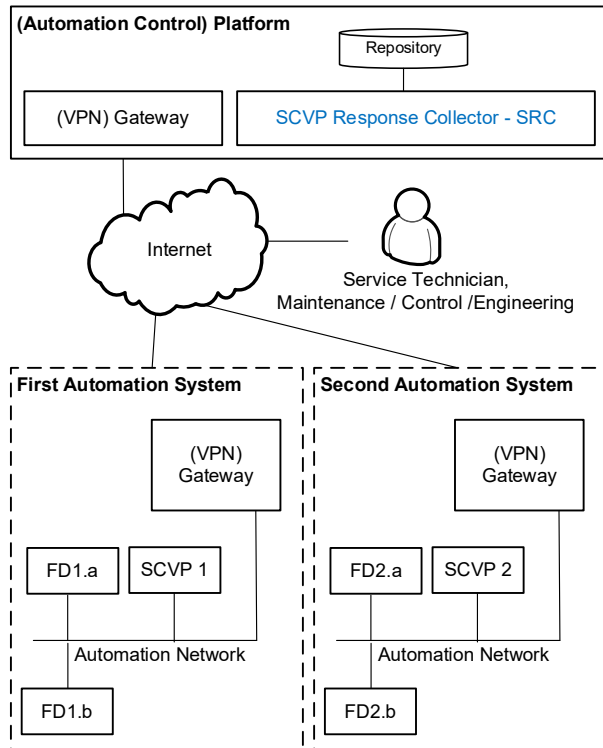 (Automation Control) Platform
Repository
(VPN) Gateway
SCVP Response Collector - SRC
Internet
Service Technician,
Maintenance / Control /Engineering
First Automation System
(VPN)
Gateway
FD1.a
SCVP 1
Automation Network
FD1.b
Second Automation System
(VPN)
Gateway
FD2.a
SCVP 2
Automation Network
FD2.b